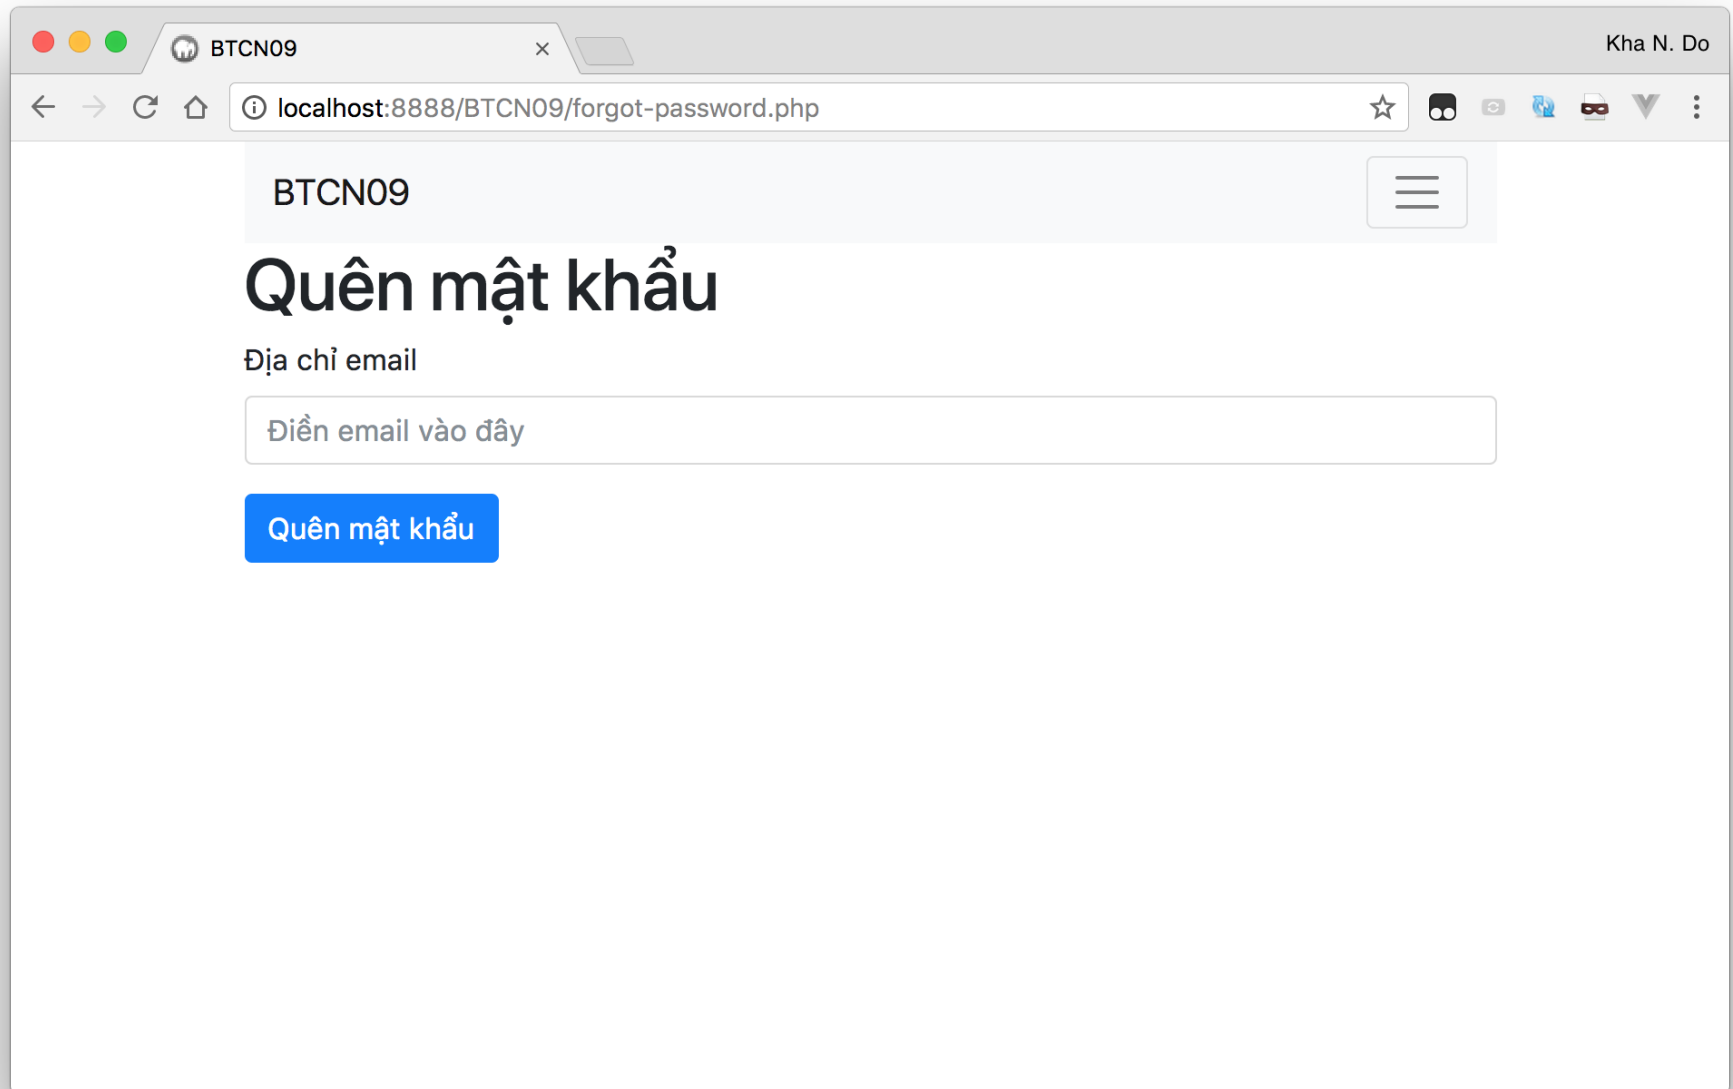 BTCN09
Kha N. Do
localhost:8888/BTCN09/forgot-password.php
BTCN09
Quên mật khẩu
Địa chỉ email
Điền email vào đây
Quên mật khẩu